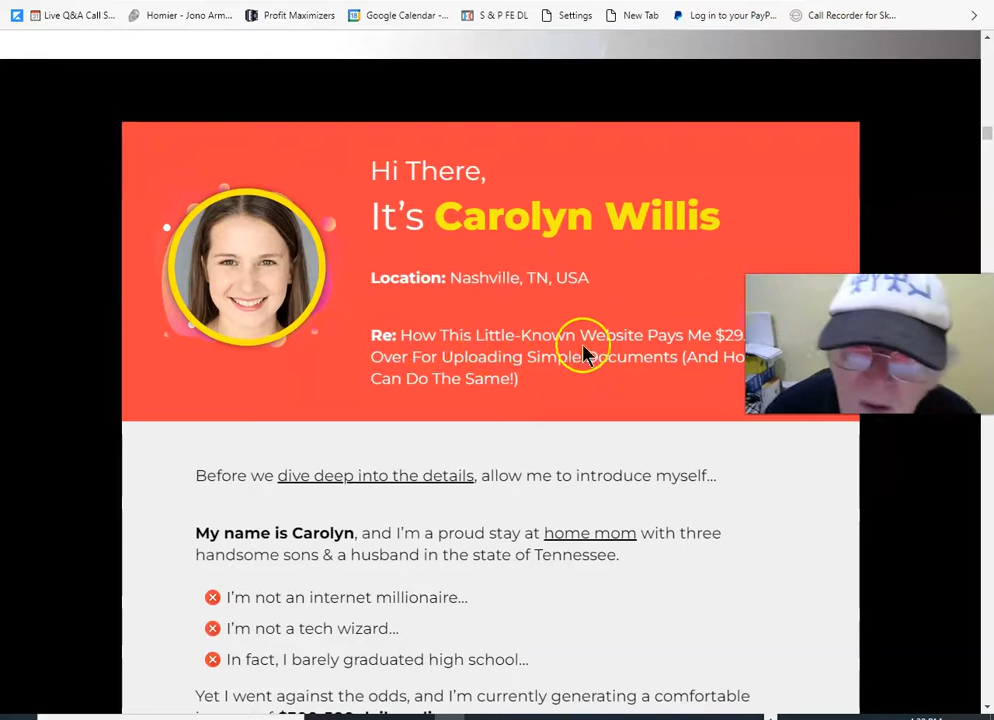 Live Q&A Call S... Homier - Jono Arm... Profit Maximizers Google Calendar -... S & P FE DL Settings New Tab Log in to your PayP... Call Recorder for Sk...
Hi There,
It's Carolyn Willis
Location: Nashville, TN, USA
Re: How This Little-Known Website Pays Me $29.
Over For Uploading Simple Documents (And Ho
Can Do The Same!)
Before we dive deep into the details, allow me to introduce myself...
My name is Carolyn, and I'm a proud stay at home mom with three
handsome sons & a husband in the state of Tennessee.
I'm not an internet millionaire...
I'm not a tech wizard...
In fact, I barely graduated high school...
Yet I went against the odds, and I'm currently generating a comfortable